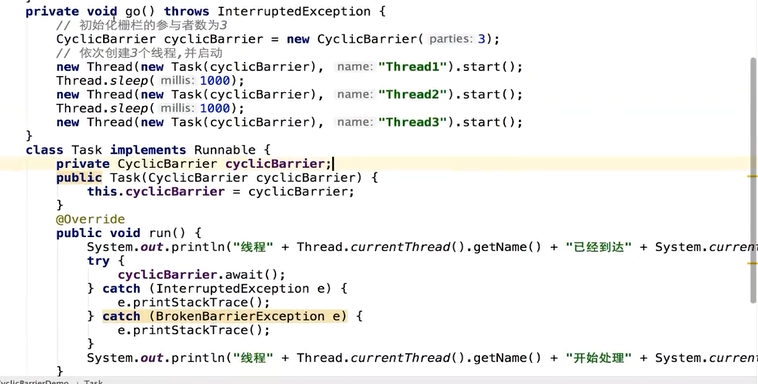 private void go() throws InterruptedException {
// 初始化栅栏的参与者数为3
CyclicBarrier cyclicBarrier = new CyclicBarrier( parties: 3);
// 依次创建3个线程,并启动
new Thread(new Task(cyclicBarrier), name: "Thread1").start();
Thread.sleep( millis: 1000);
new Thread(new Task(cyclicBarrier), name: "Thread2").start();
Thread.sleep( millis: 1000);
new Thread(new Task(cyclicBarrier), name: "Thread3").start();
}
class Task implements Runnable {
private CyclicBarrier cyclicBarrier;
public Task(CyclicBarrier cyclicBarrier) {
this.cyclicBarrier = cyclicBarrier;
}
@Override
public void run() {
System.out.println("线程" + Thread.currentThread().getName() + "已经到达" + System.current
try {
cyclicBarrier.await();
} catch (InterruptedException e) {
e.printStackTrace();
} catch (BrokenBarrierException e) {
e.printStackTrace();
}
System.out.println("线程" + Thread.currentThread().getName() + "开始处理" + System.current
}
CyclicBarrierDemo › Task